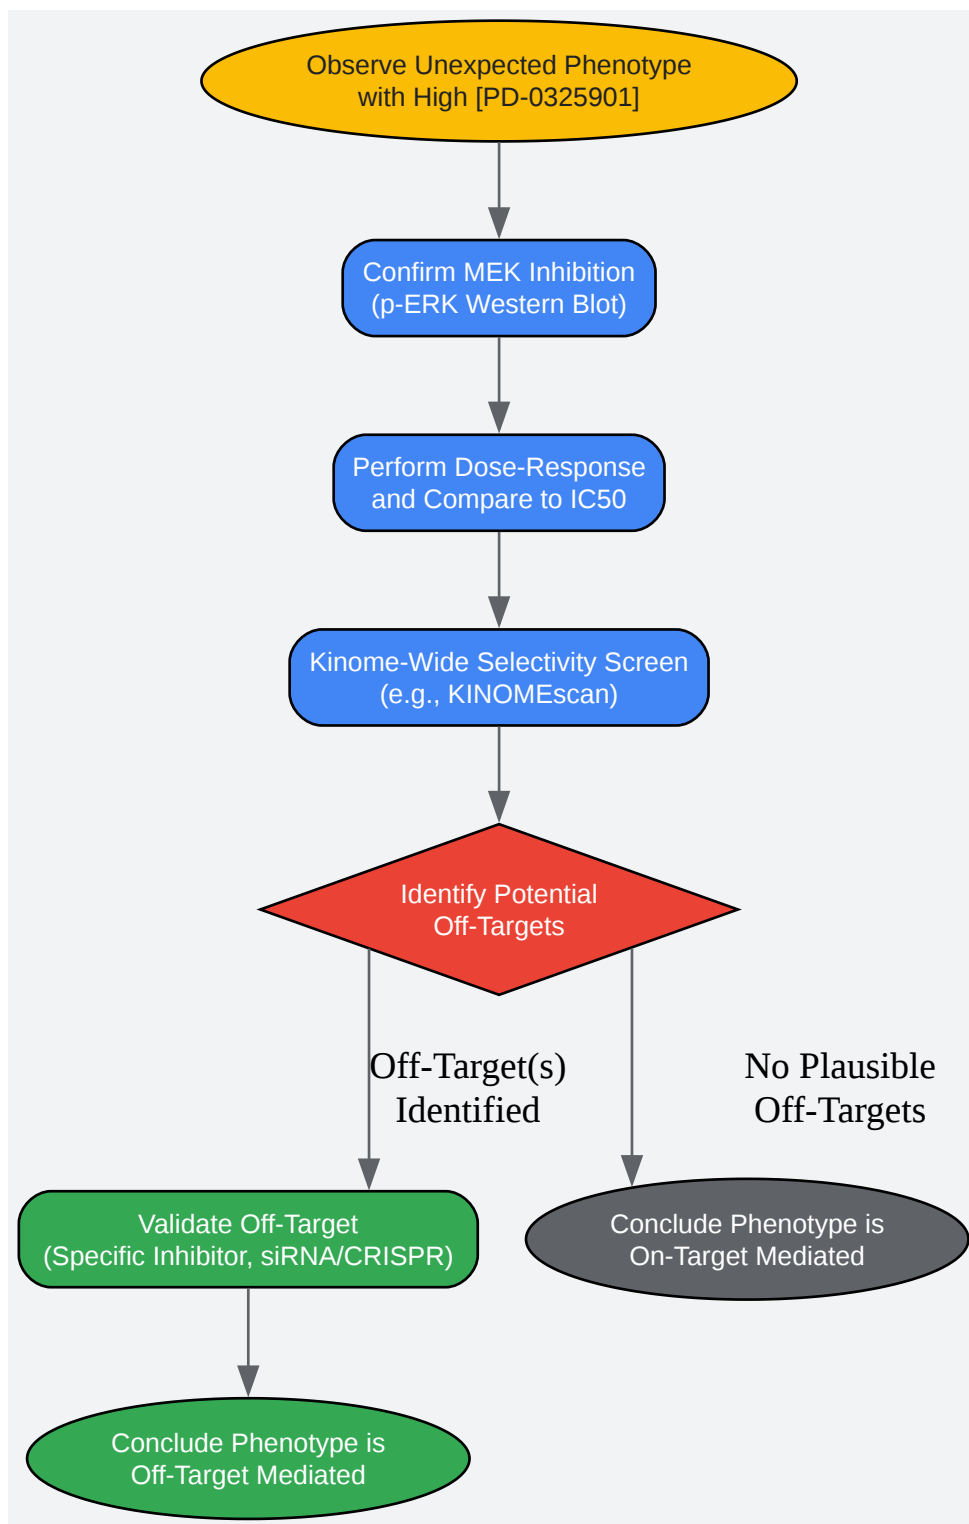 Observe Unexpected Phenotype
with High [PD-0325901]
Confirm MEK Inhibition
(p-ERK Western Blot)
Perform Dose-Response
and Compare to IC50
Kinome-Wide Selectivity Screen
(e.g., KINOMEscan)
Identify Potential
Off-Targets
Off-Target(s)
Identified
No Plausible
Off-Targets
Validate Off-Target
(Specific Inhibitor, siRNA/CRISPR)
Conclude Phenotype is
On-Target Mediated
Conclude Phenotype is
Off-Target Mediated